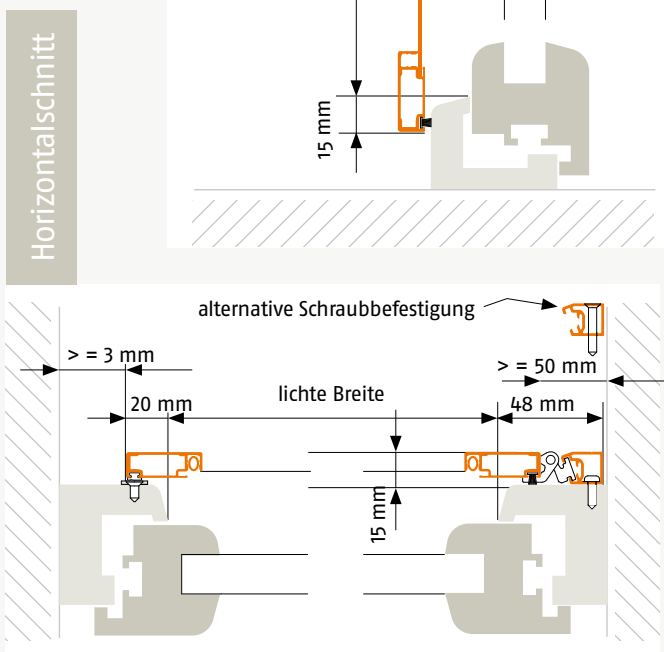 Horizontalschnitt
15 mm
alternative Schraubbefestigung
> = 3 mm
> = 50 mm
20 mm
lichte Breite
48 mm
15 mm